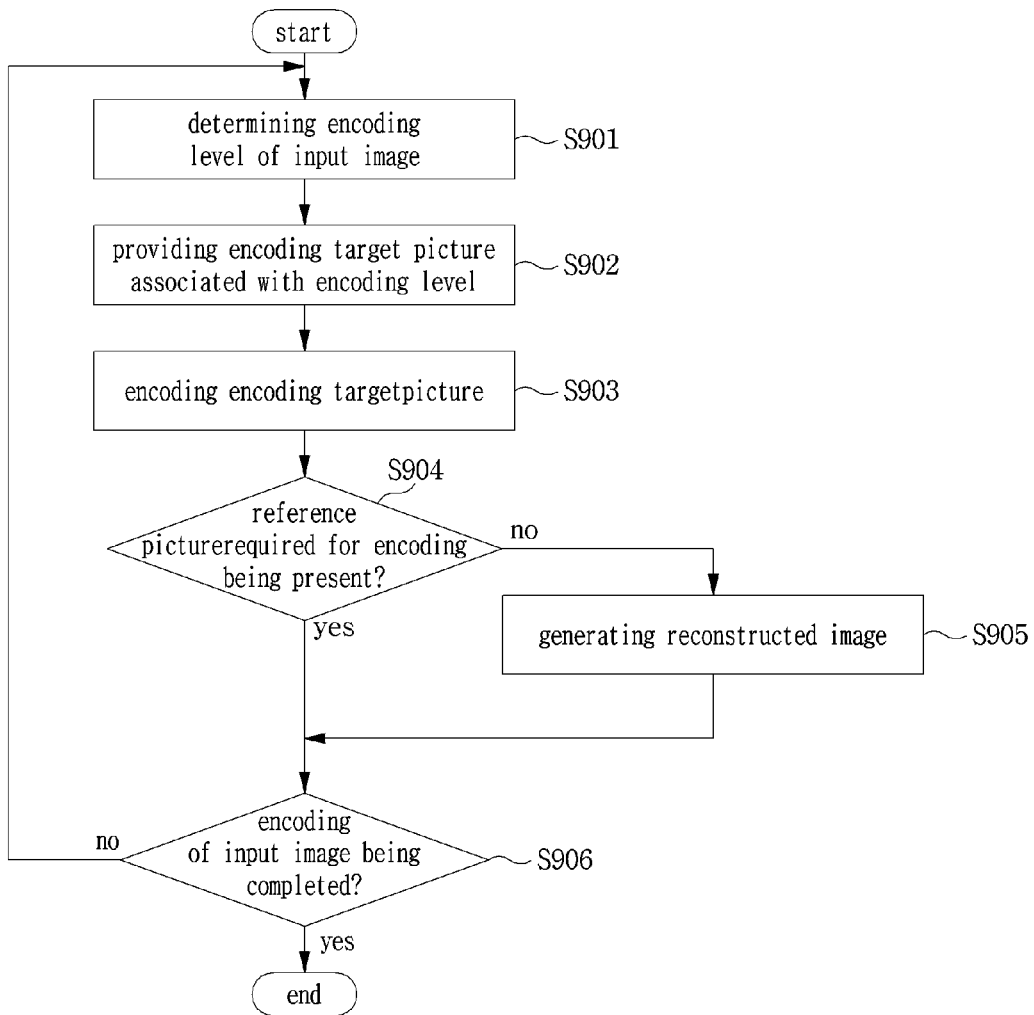 start
determining encoding
level of input image
S901
providing encoding target picture
associated with encoding level
S902
encoding encoding targetpicture
S903
S904
reference
picturerequired for encoding
being present?
no
yes
generating reconstructed image
S905
encoding
of input image being
completed?
no
S906
yes
end